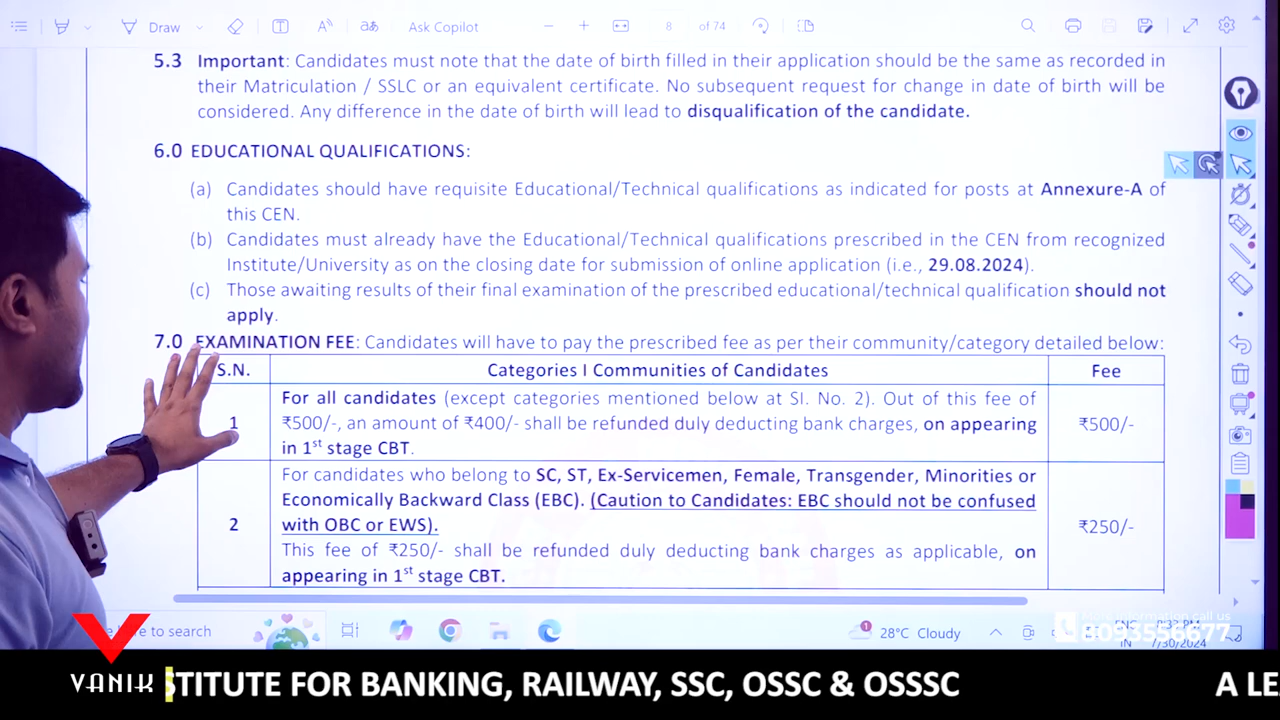 Draw
Ask Copilot
8 of 74
5.3 Important: Candidates must note that the date of birth filled in their application should be the same as recorded in
their Matriculation / SSLC or an equivalent certificate. No subsequent request for change in date of birth will be
considered. Any difference in the date of birth will lead to disqualification of the candidate.
6.0 EDUCATIONAL QUALIFICATIONS:
(a) Candidates should have requisite Educational/Technical qualifications as indicated for posts at Annexure-A of
this CEN.
(b) Candidates must already have the Educational/Technical qualifications prescribed in the CEN from recognized
Institute/University as on the closing date for submission of online application (i.e., 29.08.2024).
(c) Those awaiting results of their final examination of the prescribed educational/technical qualification should not
apply.
7.0 EXAMINATION FEE: Candidates will have to pay the prescribed fee as per their community/category detailed below:
S.N. Categories I Communities of Candidates Fee
For all candidates (except categories mentioned below at SI. No. 2). Out of this fee of
1 ₹500/-, an amount of ₹400/- shall be refunded duly deducting bank charges, on appearing ₹500/-
in 1st stage CBT.
For candidates who belong to SC, ST, Ex-Servicemen, Female, Transgender, Minorities or
Economically Backward Class (EBC). (Caution to Candidates: EBC should not be confused
2 with OBC or EWS). ₹250/-
This fee of ₹250/- shall be refunded duly deducting bank charges as applicable, on
appearing in 1st stage CBT.
here to search
28°C Cloudy
ENG
IN 7/30/2024
8093556677
VANIK
STITUTE FOR BANKING, RAILWAY, SSC, OSSC & OSSSC A LE